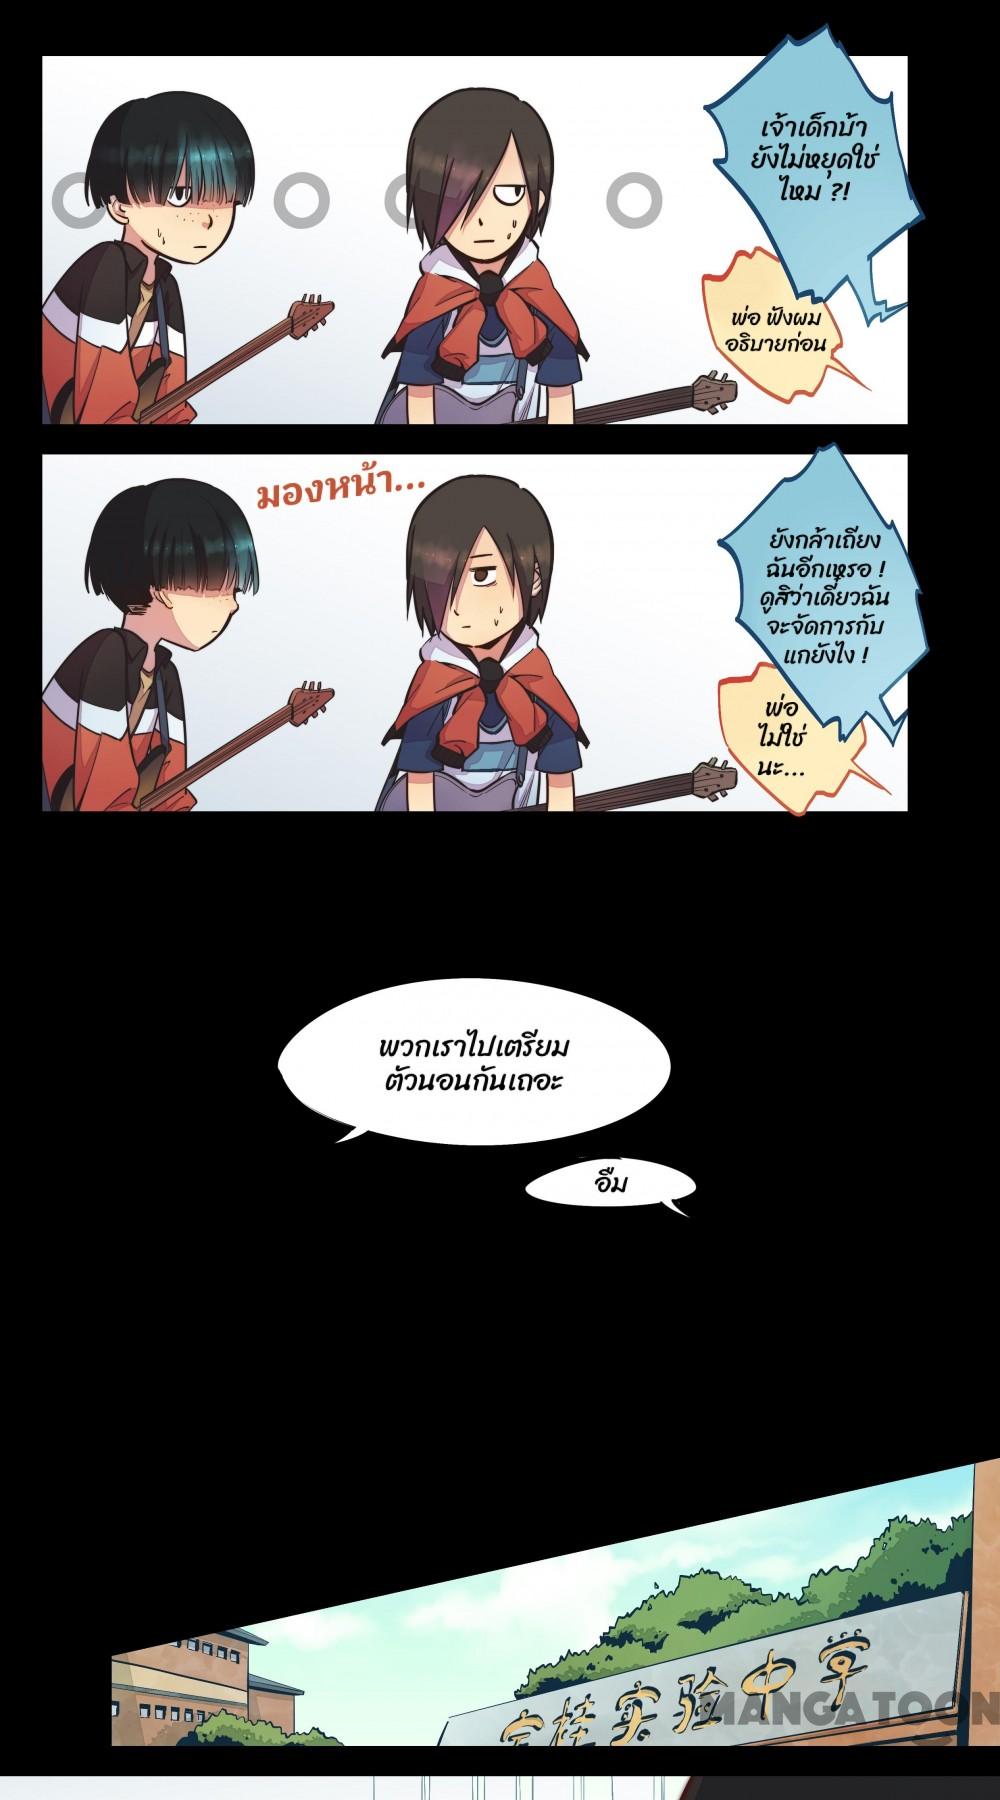 เจ้าเด็กบ้า
ยังไม่หยุดใช่
ไหม ?!
พ่อ ฟังผม
อธิบายก่อน
มองหน้า...
ยังกล้าเถียง
ฉันอีกเหรอ !
ดูสิว่าเดี๋ยวฉัน
จะจัดการกับ
แกยังไง !
พ่อ
ไม่ใช่
นะ...
พวกเราไปเตรียม
ตัวนอนกันเถอะ
อืม
实验中学
MANGATOON